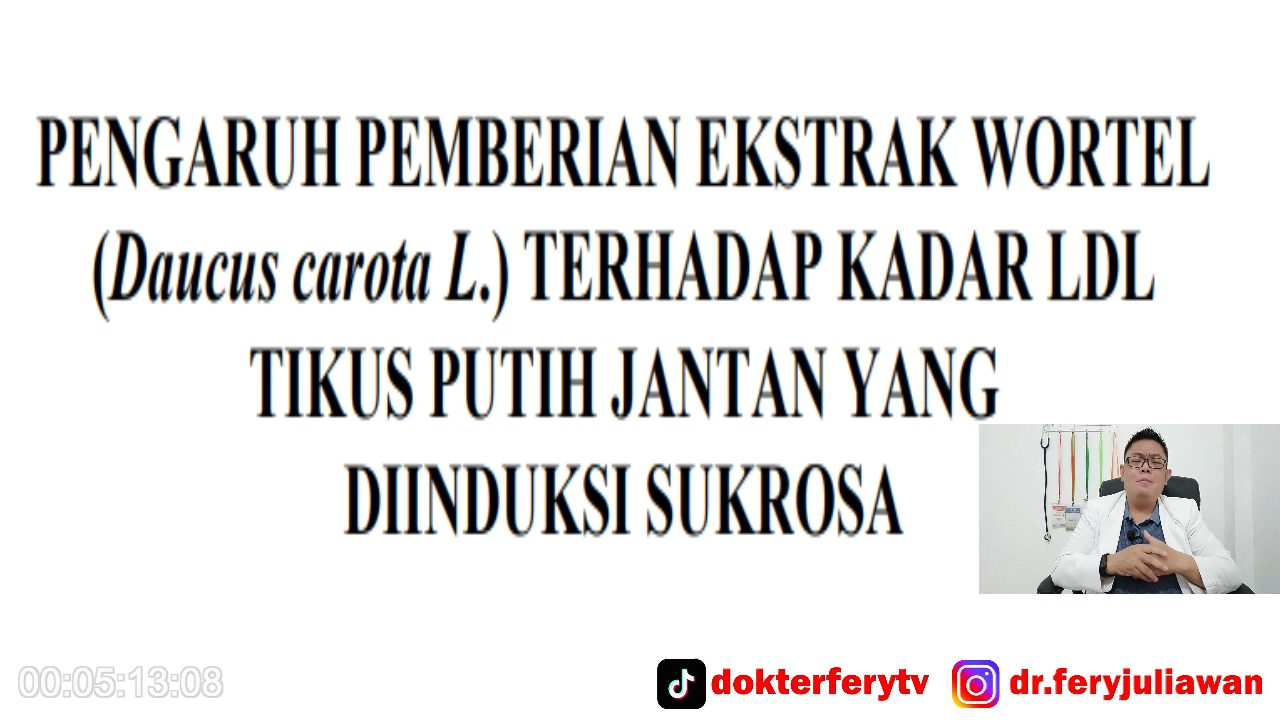 PENGARUH PEMBERIAN EKSTRAK WORTEL
(Daucus carota L.) TERHADAP KADAR LDL
TIKUS PUTIH JANTAN YANG
DIINDUKSI SUKROSA
00:05:13:08
dokterferytv
dr.feryjuliawan